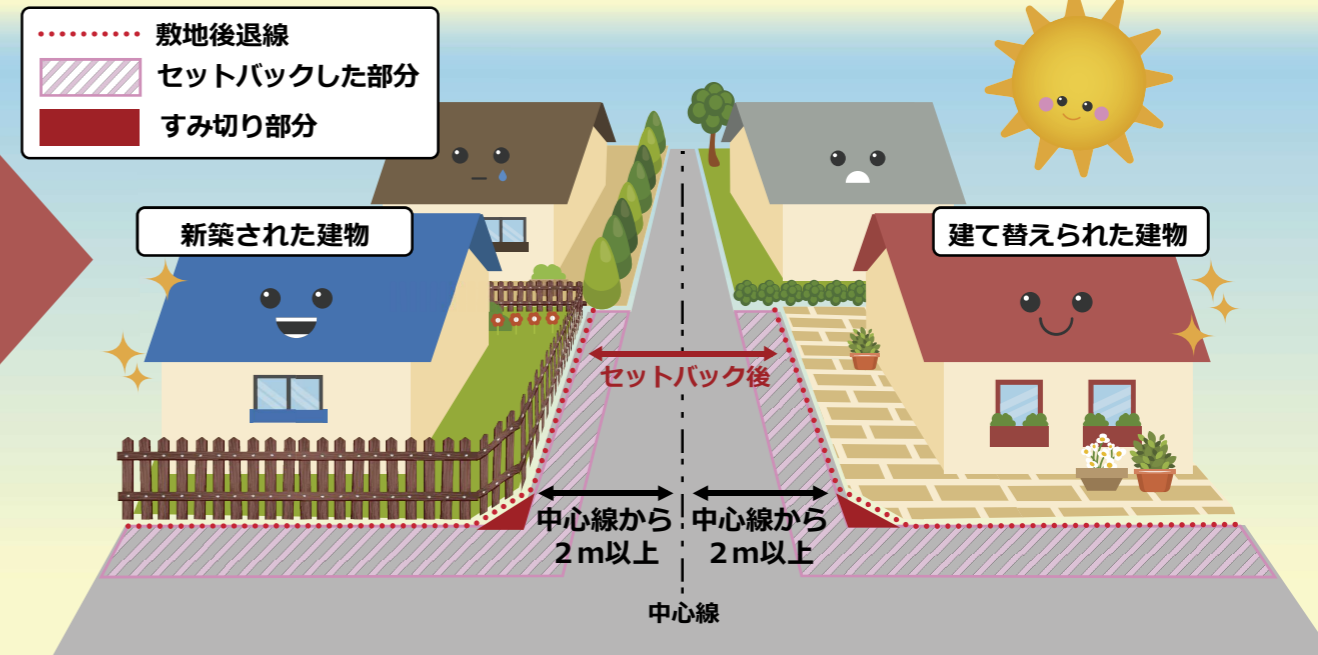 敷地後退線
セットバックした部分
すみ切り部分
新築された建物
建て替えられた建物
セットバック後
中心線から
２ｍ以上
中心線から
２ｍ以上
中心線